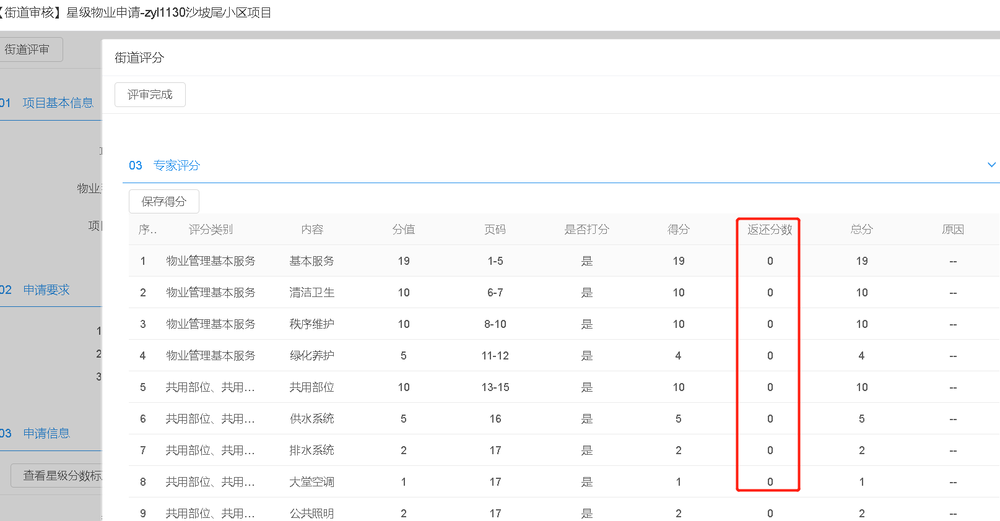 【街道审核】星级物业申请-zyl1130沙坡尾小区项目
街道评审
街道评分
评审完成
01 项目基本信息
物业
项
03 专家评分
保存得分
序.. 评分类别 内容 分值 页码 是否打分 得分 返还分数 总分 原因
1 物业管理基本服务 基本服务 19 1-5 是 19 0 19 --
2 物业管理基本服务 清洁卫生 10 6-7 是 10 0 10 --
3 物业管理基本服务 秩序维护 10 8-10 是 10 0 10 --
4 物业管理基本服务 绿化养护 5 11-12 是 4 0 4 --
5 共用部位、共用... 共用部位 10 13-15 是 10 0 10 --
6 共用部位、共用... 供水系统 5 16 是 5 0 5 --
7 共用部位、共用... 排水系统 2 17 是 2 0 2 --
8 共用部位、共用... 大堂空调 1 17 是 1 0 1 --
9 共用部位、共用... 公共照明 2 17 是 2 0 2 --
02 申请要求
1
2
3
03 申请信息
查看星级分数标